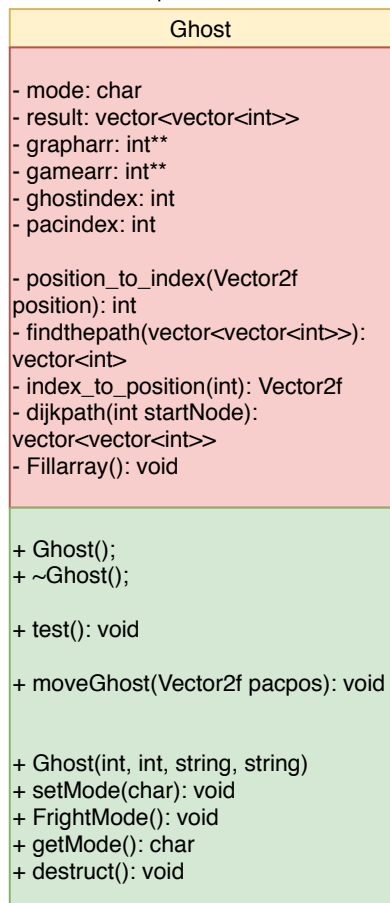 Ghost
- mode: char
- result: vector<vector<int>>
- grapharr: int**
- gamearr: int**
- ghostindex: int
- pacindex: int
- position_to_index(Vector2f
position): int
- findthepath(vector<vector<int>>):
vector<int>
- index_to_position(int): Vector2f
- dijkpath(int startNode):
vector<vector<int>>
- Fillarray(): void
+ Ghost();
+ ~Ghost();
+ test(): void
+ moveGhost(Vector2f pacpos): void
+ Ghost(int, int, string, string)
+ setMode(char): void
+ FrightMode(): void
+ getMode(): char
+ destruct(): void